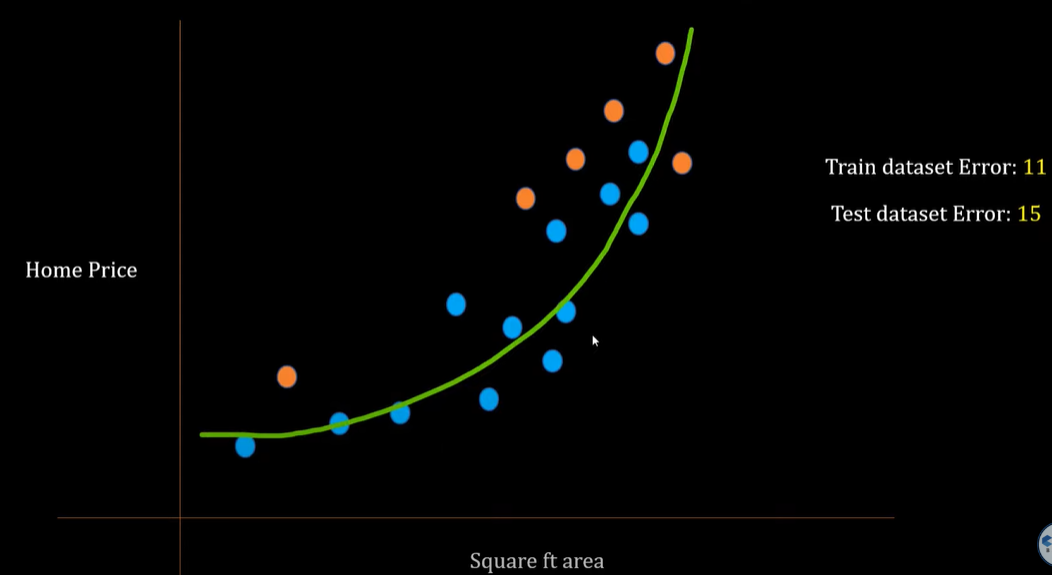 Train dataset Error: 11
Test dataset Error: 15
Home Price
Square ft area